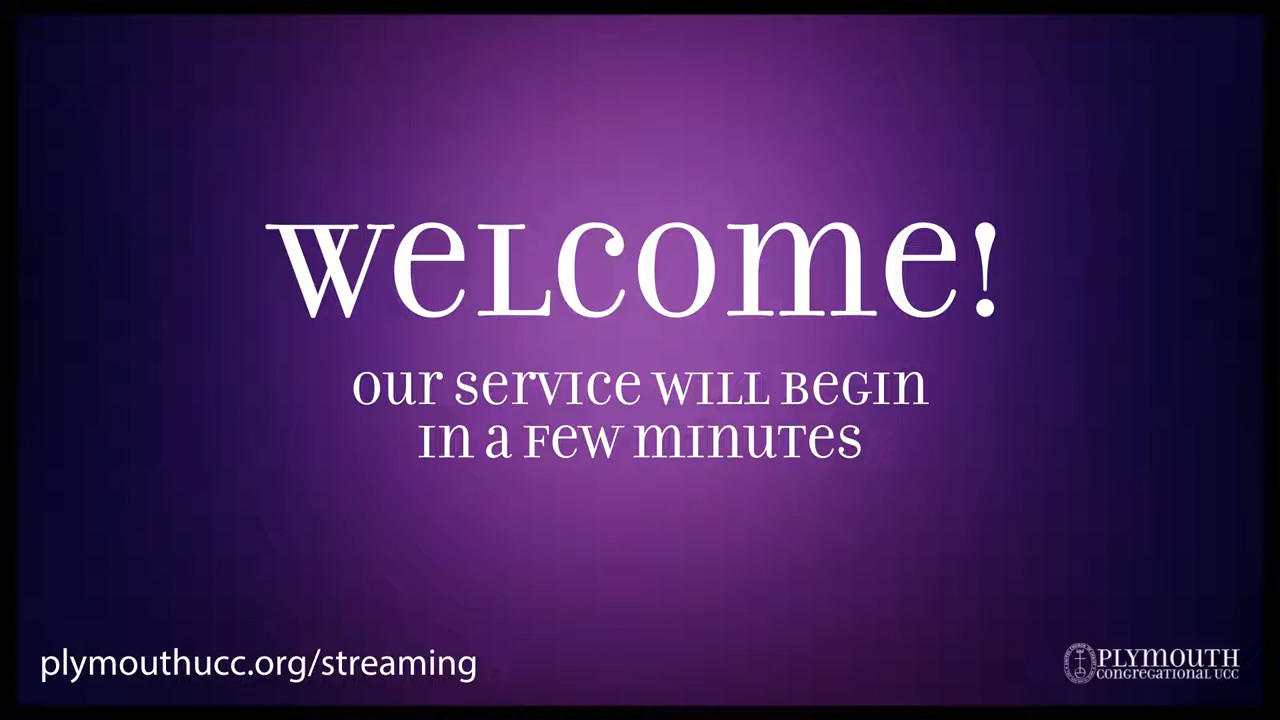 Welcome!
our service will begin
in a few minutes
plymouthucc.org/streaming
PLYMOUTH
CONGREGATIONAL UCC